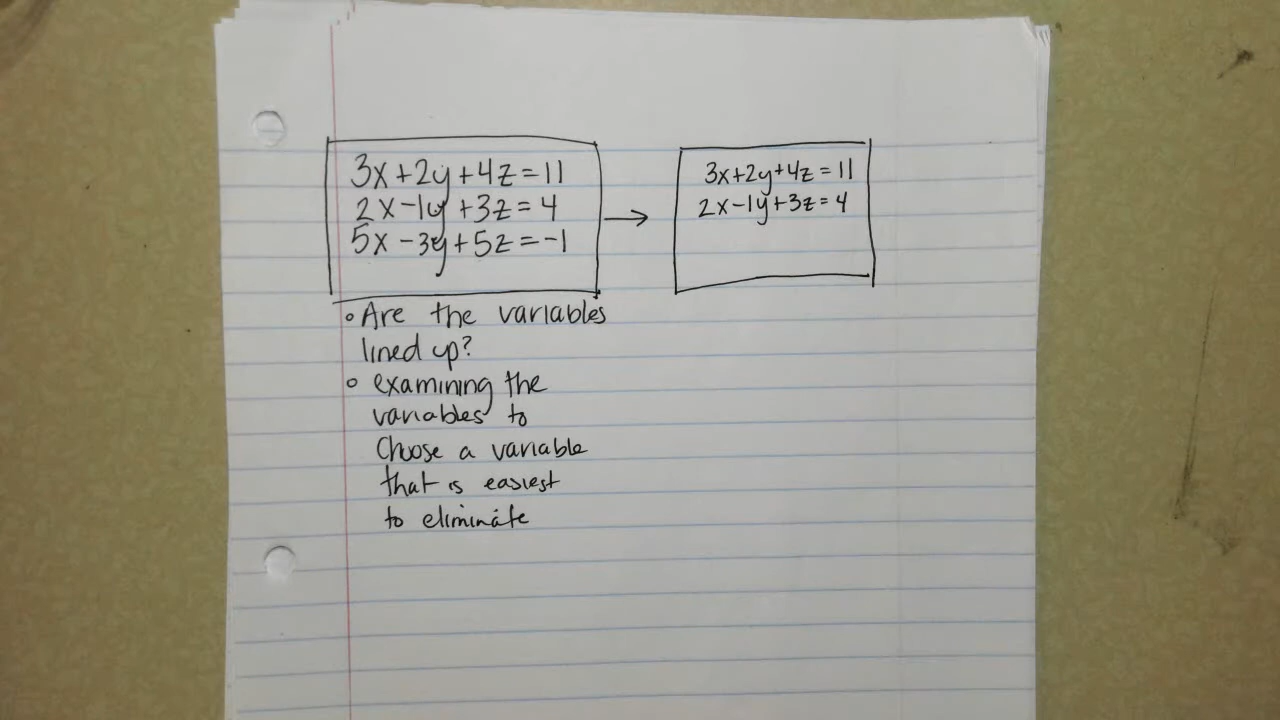 3x+2y+4z=11
2x-1y+3z=4
5x-3y+5z=-1
→
3x+2y+4z=11
2x-1y+3z=4
∘ Are the variables
lined up?
∘ examining the
variables to
Choose a variable
that is easiest
to eliminate